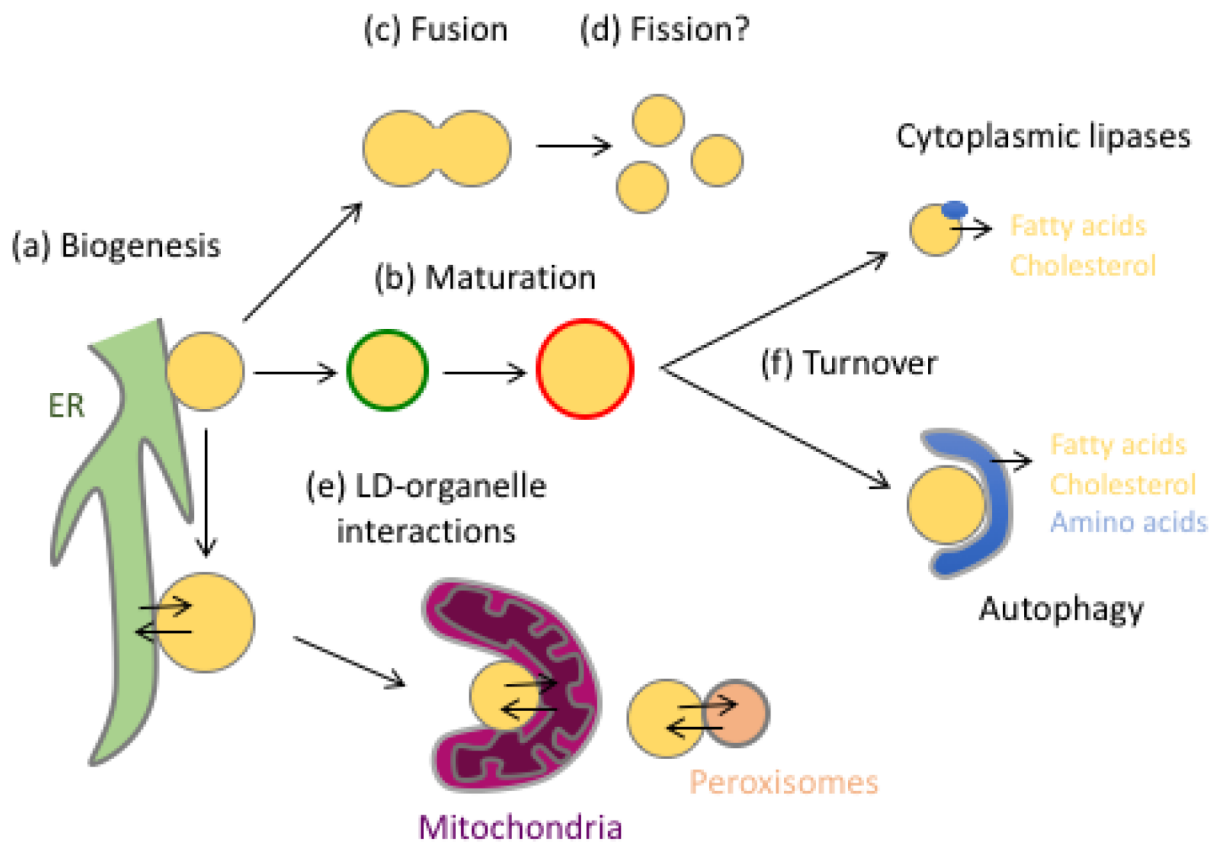 (c) Fusion
(d) Fission?
Cytoplasmic lipases
Fatty acids
Cholesterol
(a) Biogenesis
(b) Maturation
(f) Turnover
ER
(e) LD-organelle
interactions
Fatty acids
Cholesterol
Amino acids
Autophagy
Peroxisomes
Mitochondria